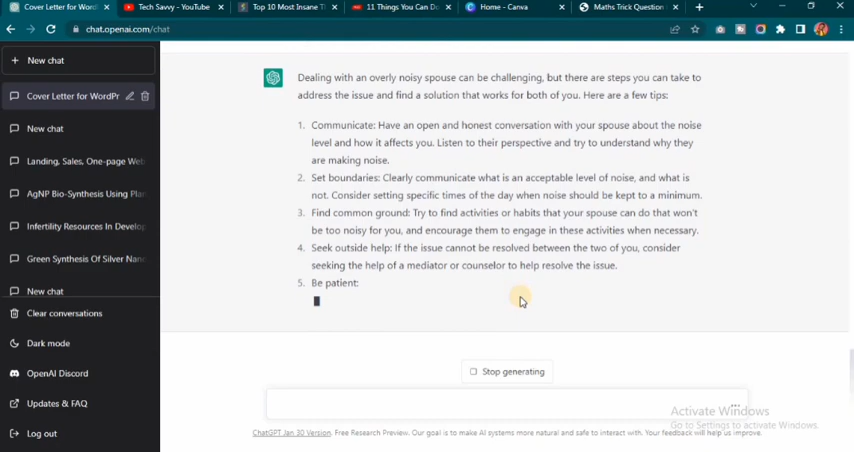 Cover Letter for WordP
Tech Savvy - YouTube
Top 10 Most Insane T
11 Things You Can Do
Home - Canva
Maths Trick Question
chat.openai.com/chat
New chat
Cover Letter for WordPr
New chat
Landing, Sales, One-page Web
AgNP Bio-Synthesis Using Plan
Infertility Resources In Develop
Green Synthesis Of Silver Nano
New chat
Clear conversations
Dark mode
OpenAI Discord
Updates & FAQ
Log out
Dealing with an overly noisy spouse can be challenging, but there are steps you can take to
address the issue and find a solution that works for both of you. Here are a few tips:
1. Communicate: Have an open and honest conversation with your spouse about the noise
level and how it affects you. Listen to their perspective and try to understand why they
are making noise.
2. Set boundaries: Clearly communicate what is an acceptable level of noise, and what is
not. Consider setting specific times of the day when noise should be kept to a minimum.
3. Find common ground: Try to find activities or habits that your spouse can do that won't
be too noisy for you, and encourage them to engage in these activities when necessary.
4. Seek outside help: If the issue cannot be resolved between the two of you, consider
seeking the help of a mediator or counselor to help resolve the issue.
5. Be patient:
Stop generating
Activate Windows
Go to Settings to activate Windows.
ChatGPT Jan 30 Version. Free Research Preview. Our goal is to make AI systems more natural and safe to interact with. Your feedback will help us improve.